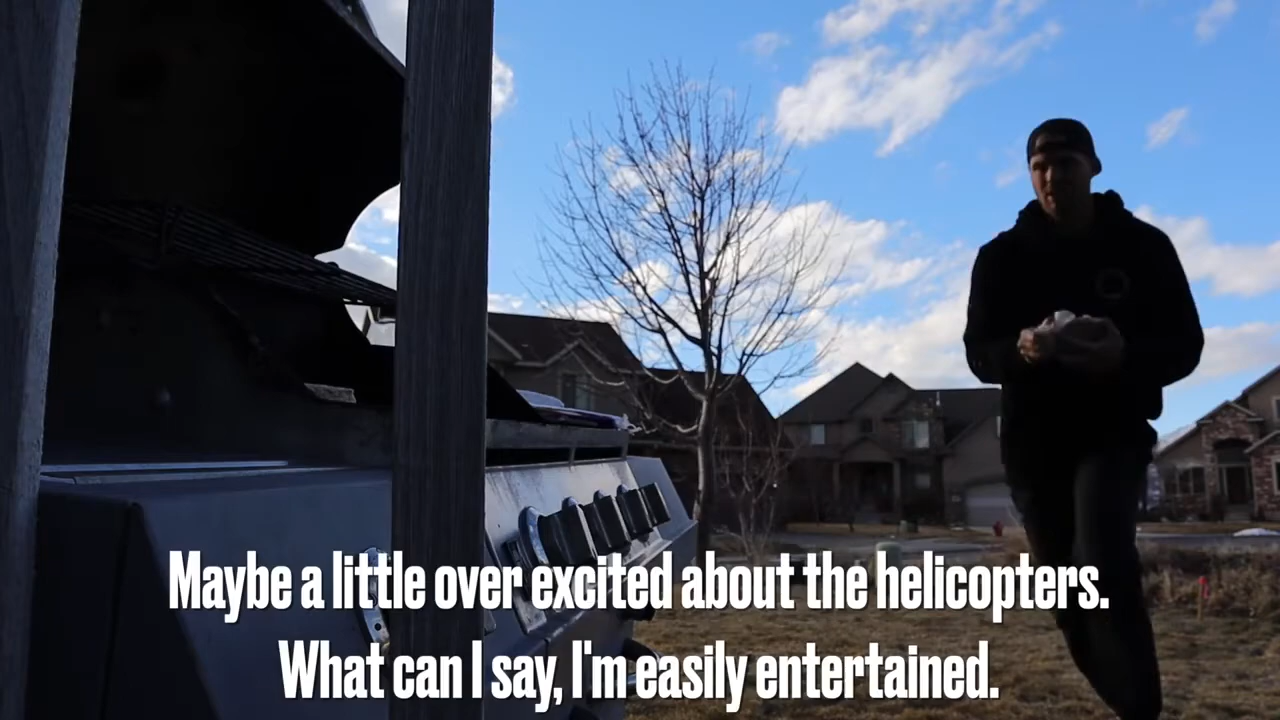 Maybe a little over excited about the helicopters.
What can I say, I'm easily entertained.